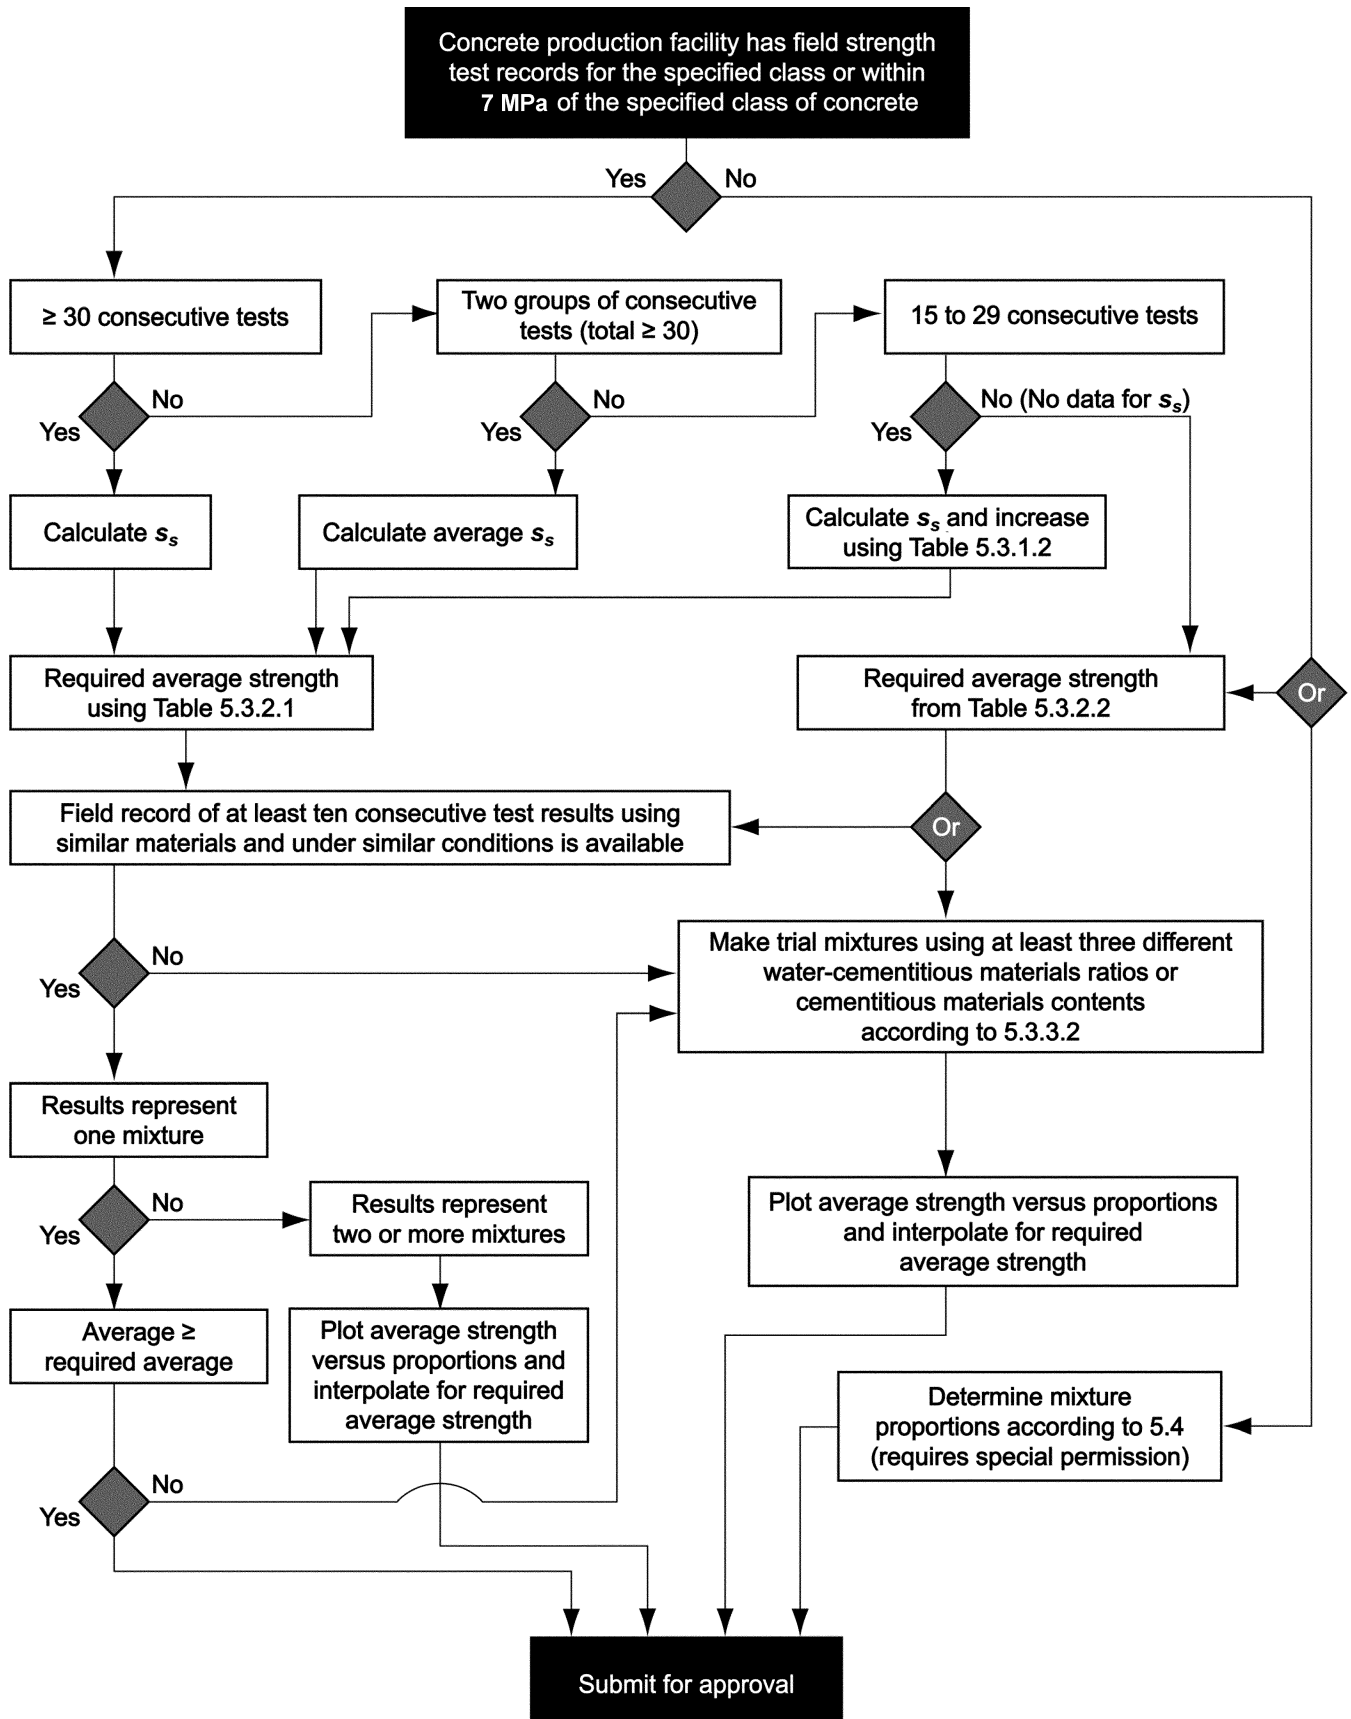 Concrete production facility has field strength
test records for the specified class or within
7 MPa of the specified class of concrete
Yes
No
≥ 30 consecutive tests
Two groups of consecutive
tests (total ≥ 30)
15 to 29 consecutive tests
No
Yes
No
Yes
No (No data for ss)
Yes
Calculate ss
Calculate average ss
Calculate ss and increase
using Table 5.3.1.2
Required average strength
using Table 5.3.2.1
Required average strength
from Table 5.3.2.2
Or
Field record of at least ten consecutive test results using
similar materials and under similar conditions is available
Or
No
Yes
Make trial mixtures using at least three different
water-cementitious materials ratios or
cementitious materials contents
according to 5.3.3.2
Results represent
one mixture
No
Yes
Results represent
two or more mixtures
Plot average strength versus proportions
and interpolate for required
average strength
Average ≥
required average
Plot average strength
versus proportions and
interpolate for required
average strength
Determine mixture
proportions according to 5.4
(requires special permission)
No
Yes
Submit for approval